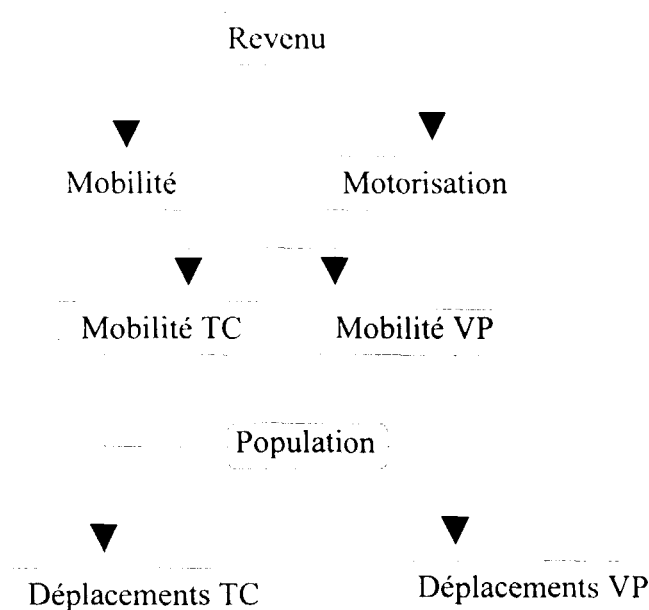 Revenu
Mobilité
Motorisation
Mobilité TC
Mobilité VP
Population
Déplacements TC
Déplacements VP